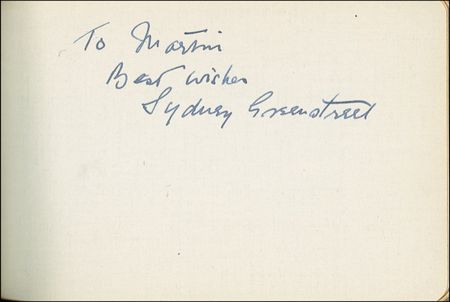 To Martin
Best wishes
Sydney Greenstreet